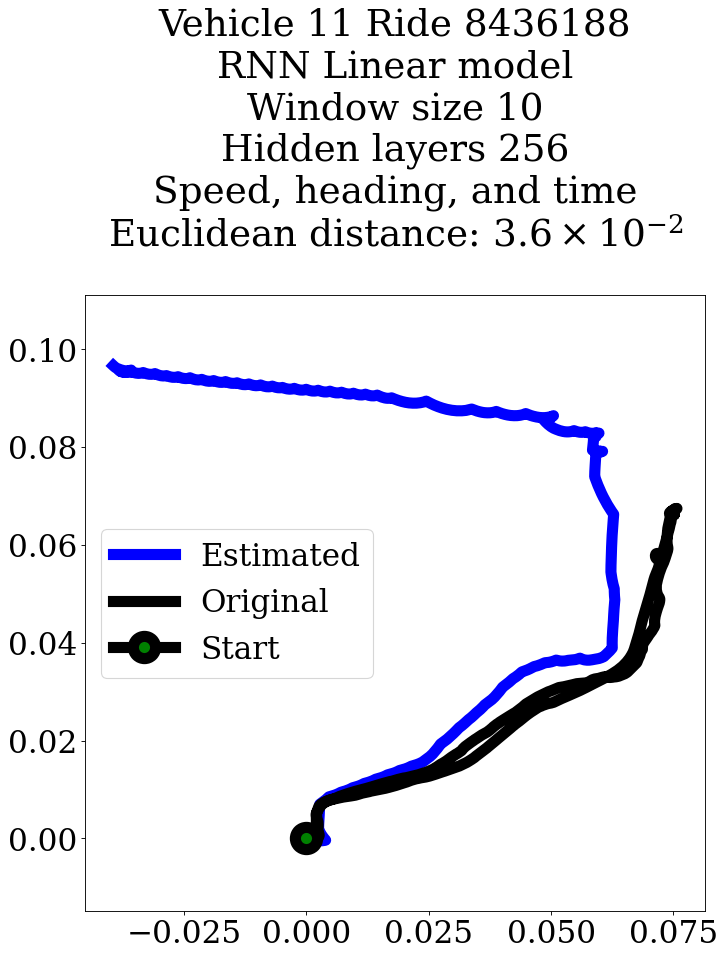 Vehicle 11 Ride 8436188
RNN Linear model
Window size 10
Hidden layers 256
Speed, heading, and time
Euclidean distance: 3.6 × 10⁻²
0.10
0.08
0.06
0.04
0.02
0.00
Estimated
Original
Start
−0.025 0.000 0.025 0.050 0.075